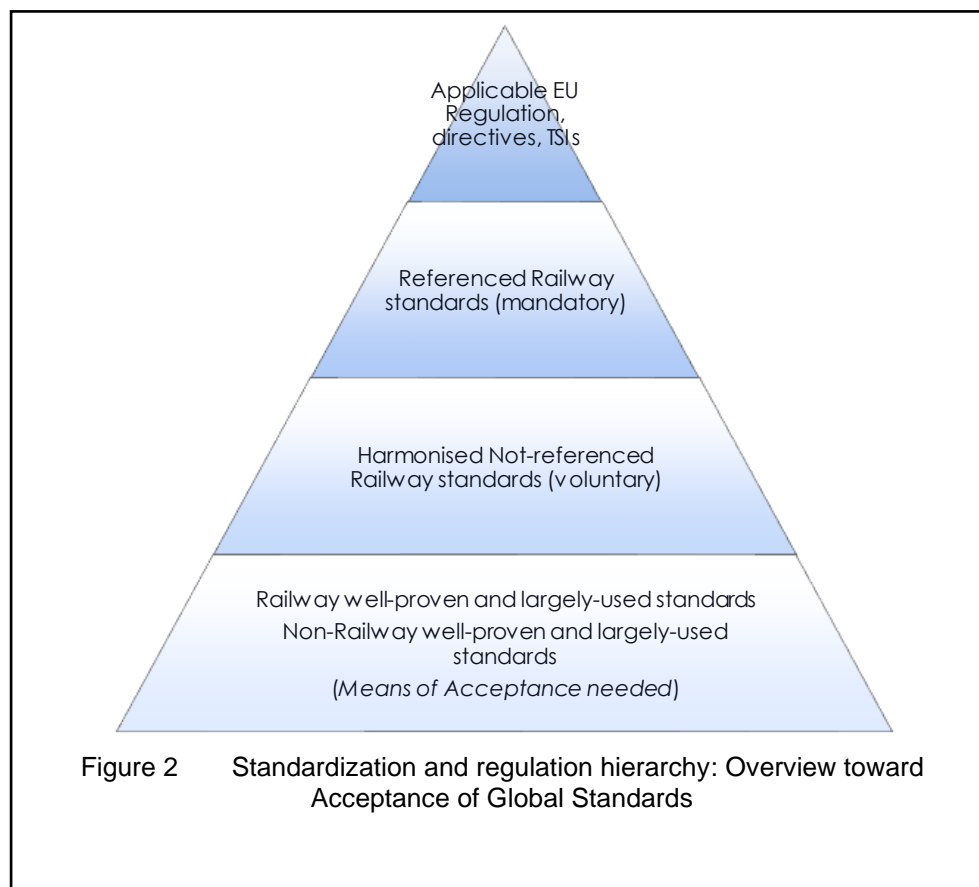 Applicable EU
Regulation,
directives, TSIs
Referenced Railway
standards (mandatory)
Harmonised Not-referenced
Railway standards (voluntary)
Railway well-proven and largely-used standards
Non-Railway well-proven and largely-used
standards
(Means of Acceptance needed)
Figure 2 Standardization and regulation hierarchy: Overview toward
Acceptance of Global Standards